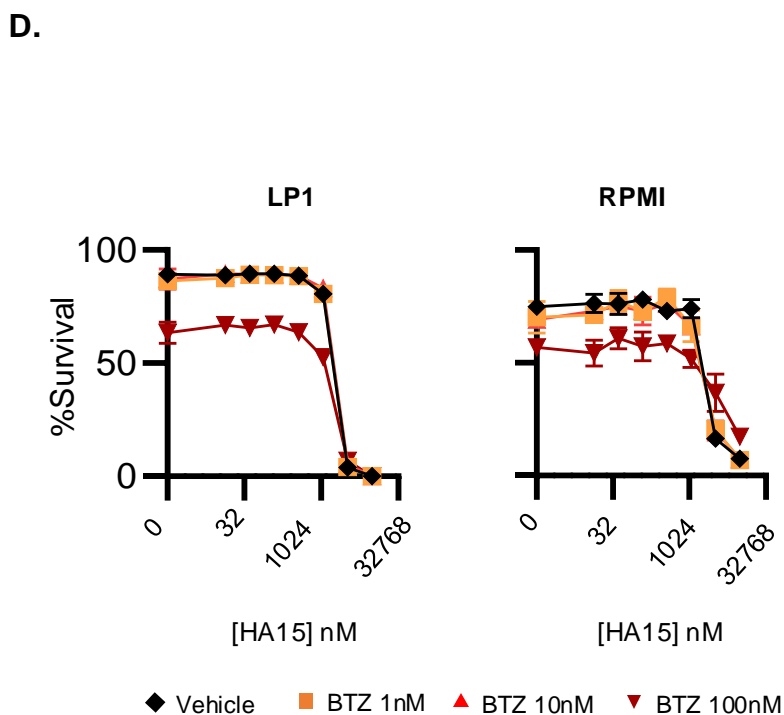 D.
LP1
RPMI
%Survival
100
50
0
0
32
1024
32768
0
32
1024
32768
[HA15] nM
[HA15] nM
Vehicle
BTZ 1nM
BTZ 10nM
BTZ 100nM